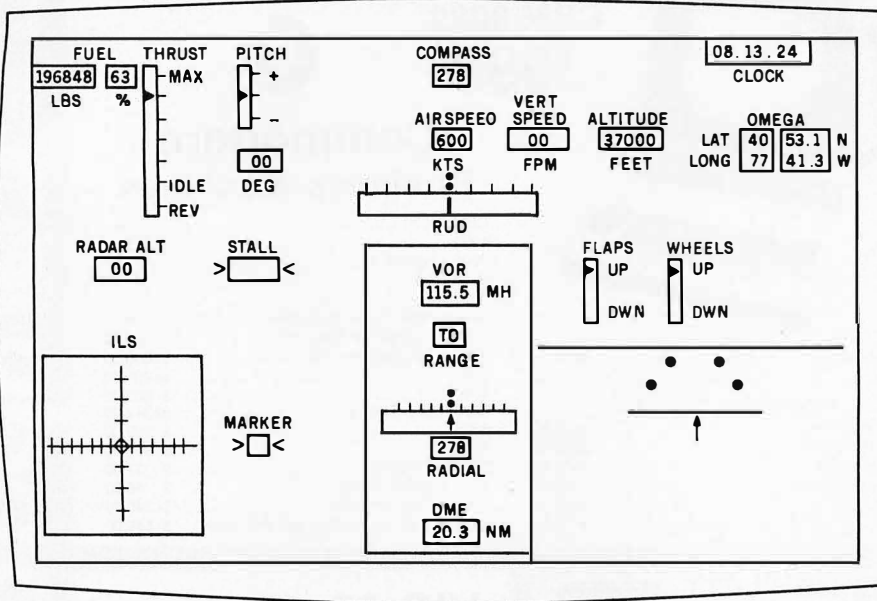 FUEL THRUST PITCH
196848 63
LBS %
MAX
IDLE
REV
+
-
00
DEG
COMPASS
278
AIRSPEEO
600
KTS
VERT
SPEED
00
FPM
ALTITUDE
37000
FEET
08.13.24
CLOCK
OMEGA
LAT 40 53.1 N
LONG 77 41.3 W
RUD
RADAR ALT
00
STALL
> <
VOR
115.5 MH
TO
RANGE
278
RADIAL
DME
20.3 NM
FLAPS WHEELS
UP UP
DWN DWN
ILS
MARKER
> <